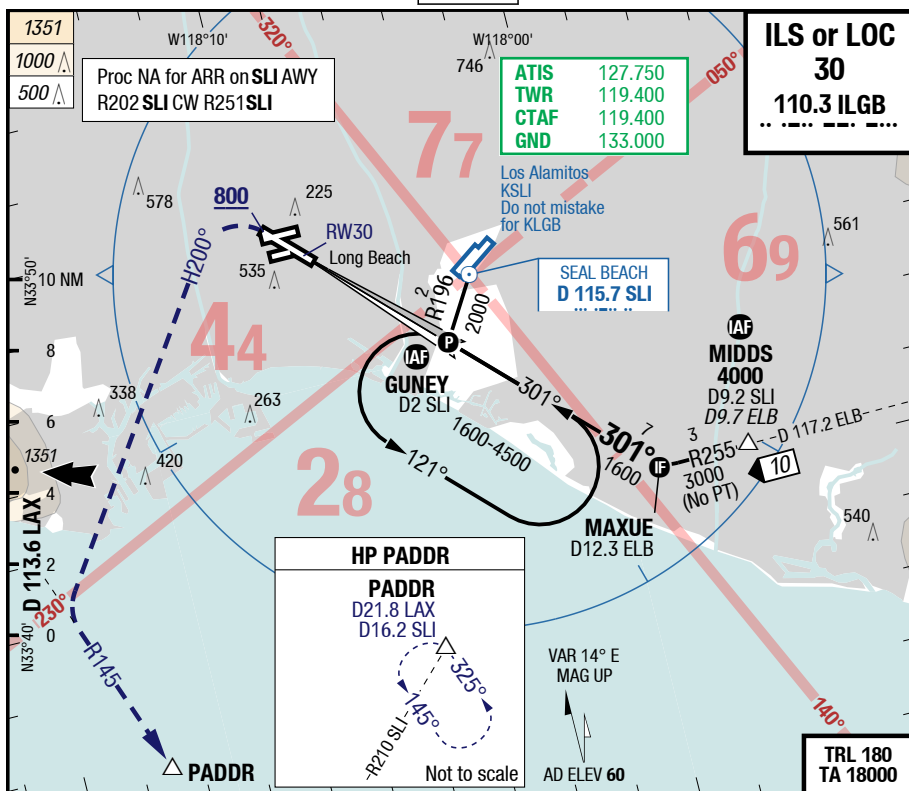 1351
1000
500
W118°10'
W118°00'
320°
050°
746
Proc NA for ARR on SLI AWY
R202 SLI CW R251 SLI
ATIS 127.750
TWR 119.400
CTAF 119.400
GND 133.000
ILS or LOC
30
110.3 ILGB
77
Los Alamitos
KSLI
Do not mistake
for KLGB
578
800
225
RW30
Long Beach
535
H200°
561
69
N33°50'
10 NM
8
4
2
0
SEAL BEACH
D 115.7 SLI
2
R196
2000
P
IAF
GUNEY
D2 SLI
44
IAF
MIDDS
4000
D9.2 SLI
D9.7 ELB
338
263
420
1351
301°
7
301°
1600
3
R255
3000
(No PT)
D 117.2 ELB
10
1600-4500
121°
28
IF
MAXUE
D12.3 ELB
540
D 113.6 LAX
230°
N33°40'
R145
PADDR
HP PADDR
PADDR
D21.8 LAX
D16.2 SLI
325°
145°
R210 SLI
Not to scale
VAR 14° E
MAG UP
AD ELEV 60
140°
TRL 180
TA 18000